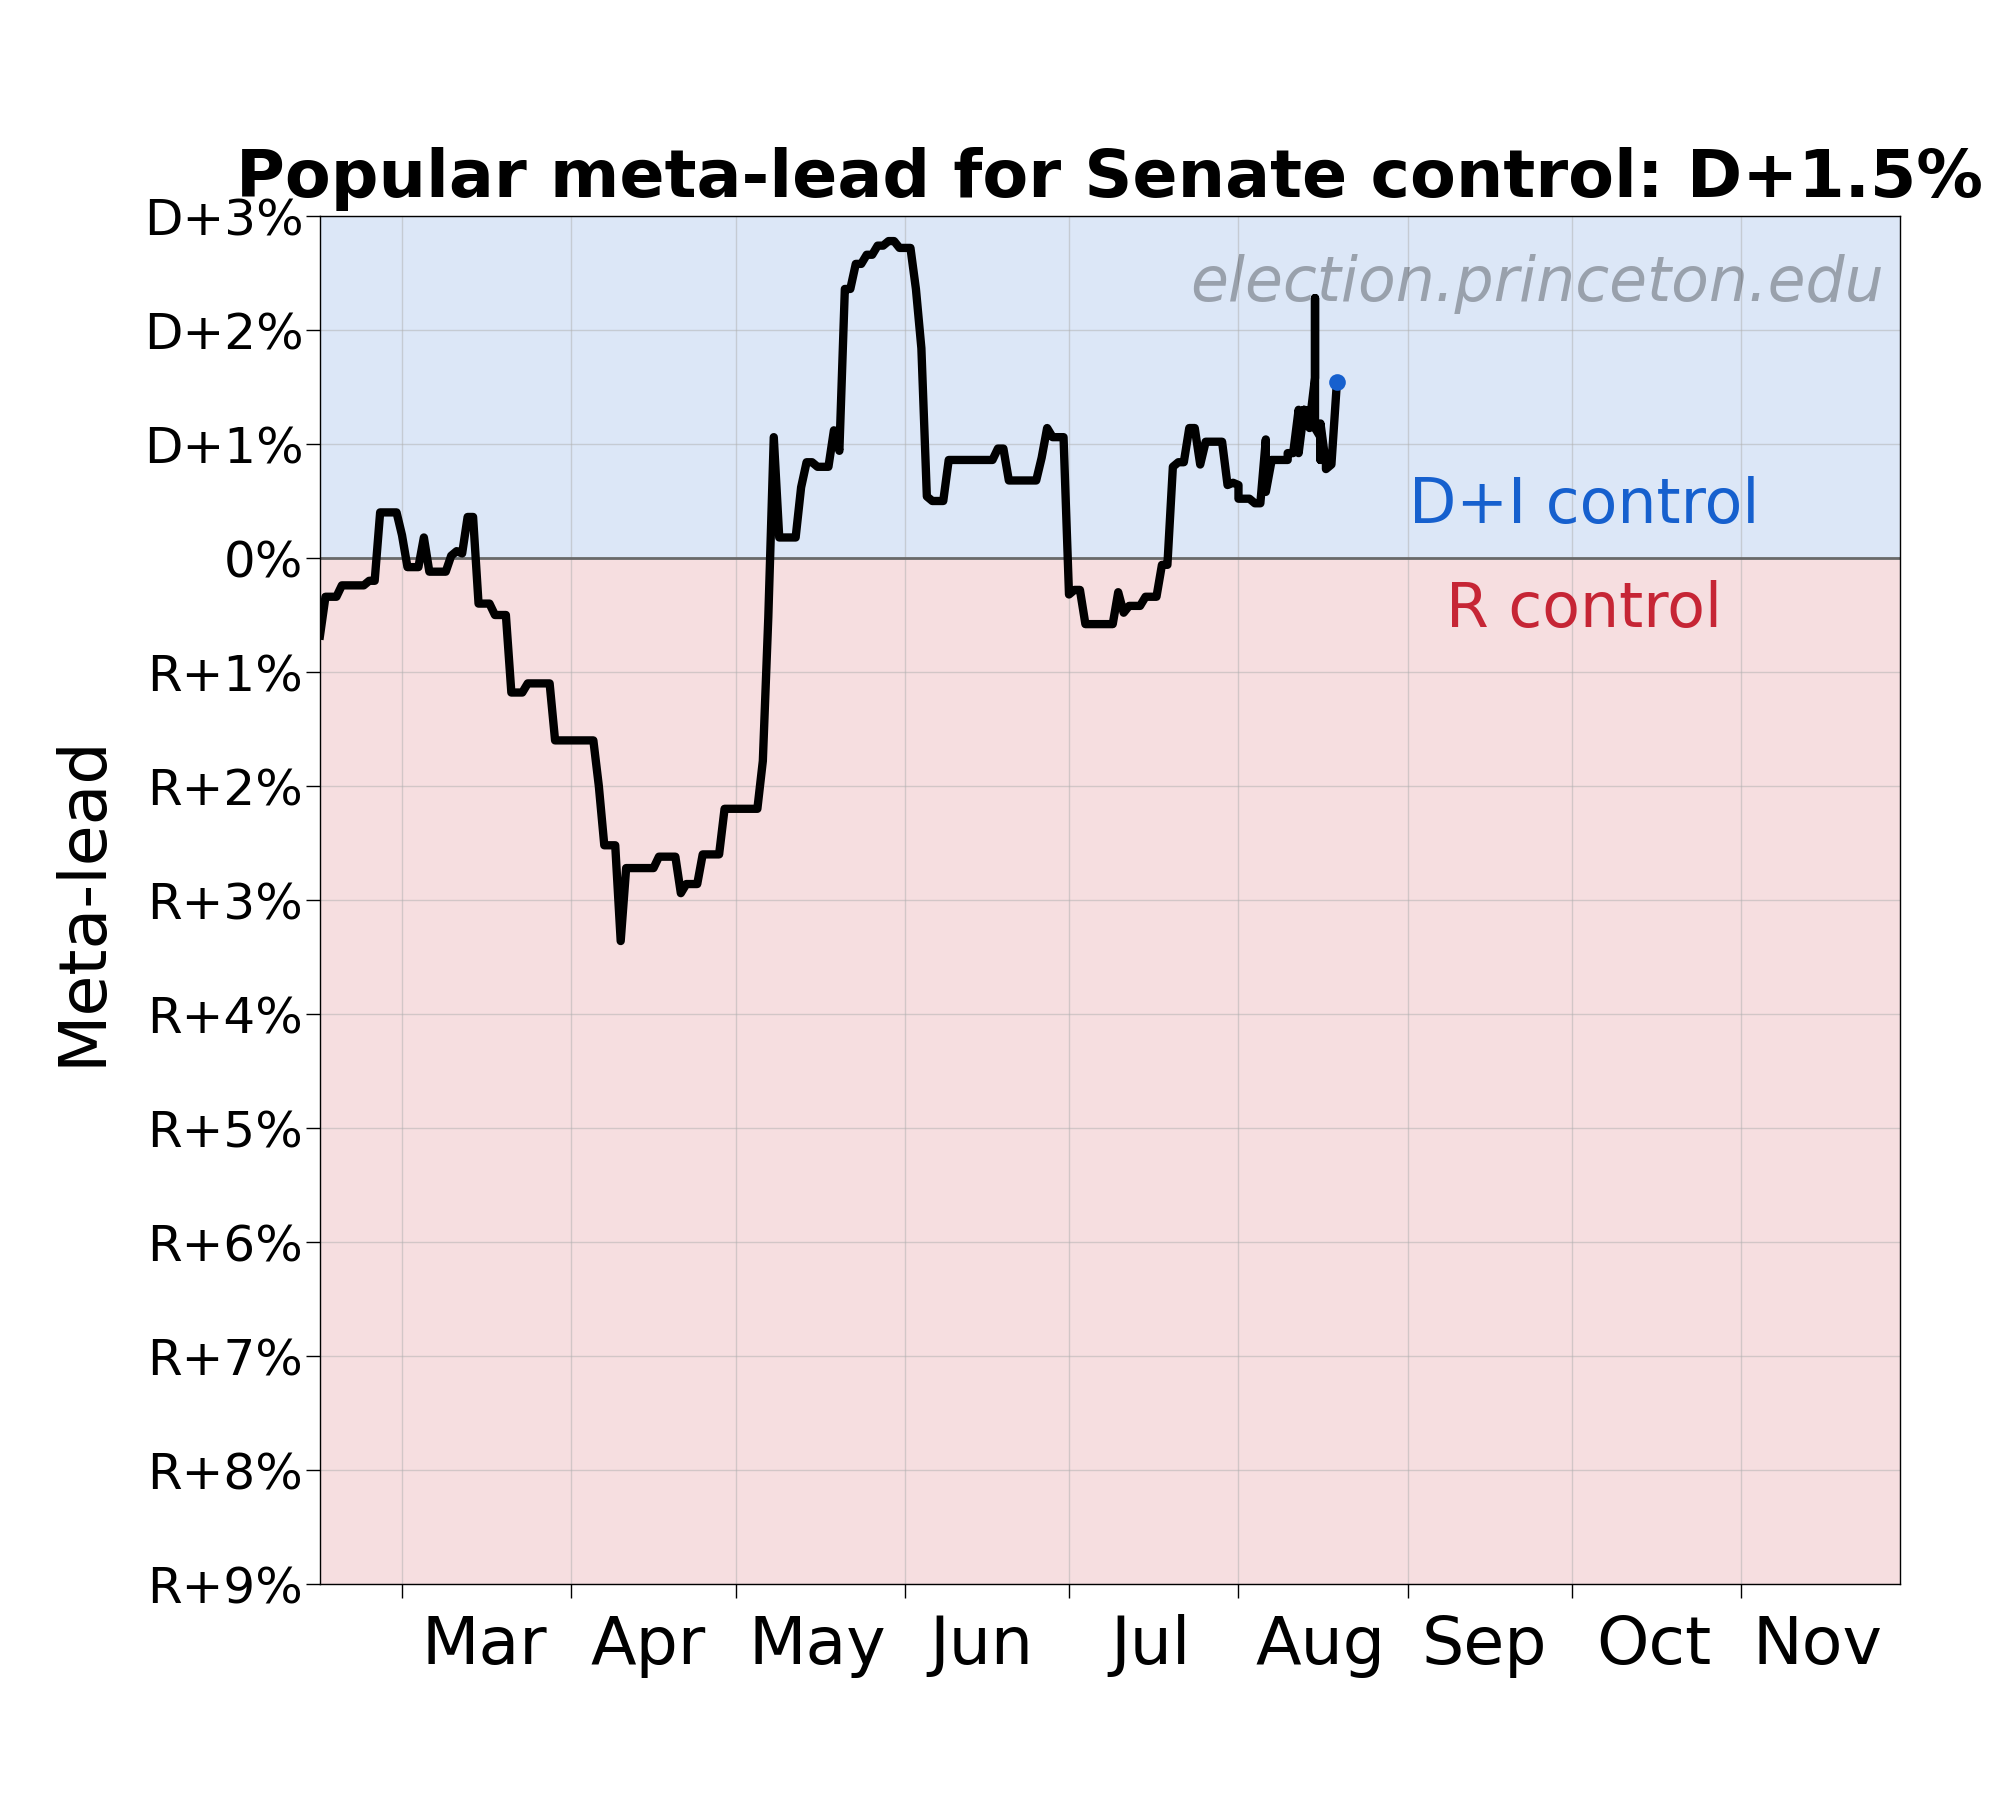 Popular meta-lead for Senate control: D+1.5%
D+3%
election.princeton.edu
D+2%
D+1%
D+I control
0%
R control
R+1%
R+2%
R+3%
R+4%
R+5%
R+6%
R+7%
R+8%
R+9%
Meta-lead
Mar Apr May Jun Jul Aug Sep Oct Nov